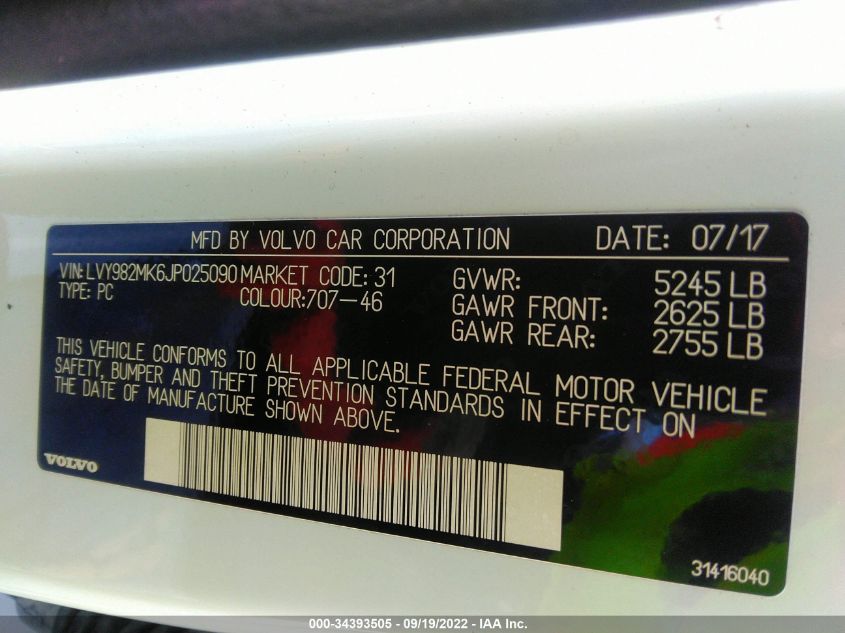 MFD BY VOLVO CAR CORPORATION DATE: 07/17
VIN: LVY982MK6JP025090 MARKET CODE: 31 GVWR: 5245 LB
TYPE: PC COLOUR: 707-46 GAWR FRONT: 2625 LB
GAWR REAR: 2755 LB
THIS VEHICLE CONFORMS TO ALL APPLICABLE FEDERAL MOTOR VEHICLE
SAFETY, BUMPER AND THEFT PREVENTION STANDARDS IN EFFECT ON
THE DATE OF MANUFACTURE SHOWN ABOVE.
VOLVO
31416040
000-34393505 - 09/19/2022 - IAA Inc.